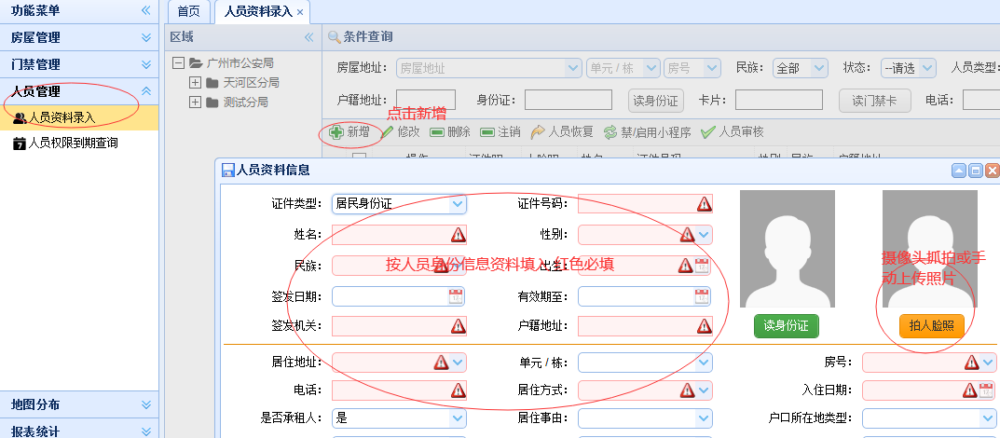 功能菜单
首页
人员资料录入
房屋管理
区域
条件查询
门禁管理
广州市公安局
房屋地址:
房屋地址
单元 / 栋
房号
民族:
全部
状态:
--请选
人员类型:
天河区分局
人员管理
测试分局
户籍地址:
身份证:
读身份证
卡片:
读门禁卡
电话:
人员资料录入
点击新增
新增
修改
删除
注销
人员恢复
禁/启用小程序
人员审核
7
人员权限到期查询
人员资料信息
证件类型:
居民身份证
证件号码:
姓名:
性别:
民族:
按人员身份信息资料填入 红色必填
出生:
摄像头抓拍或手
动上传照片
签发日期:
有效期至:
签发机关:
户籍地址:
读身份证
拍人脸照
居住地址:
单元 / 栋:
房号:
电话:
居住方式:
入住日期:
地图分布
是否承租人:
是
居住事由:
户口所在地类型:
报表统计